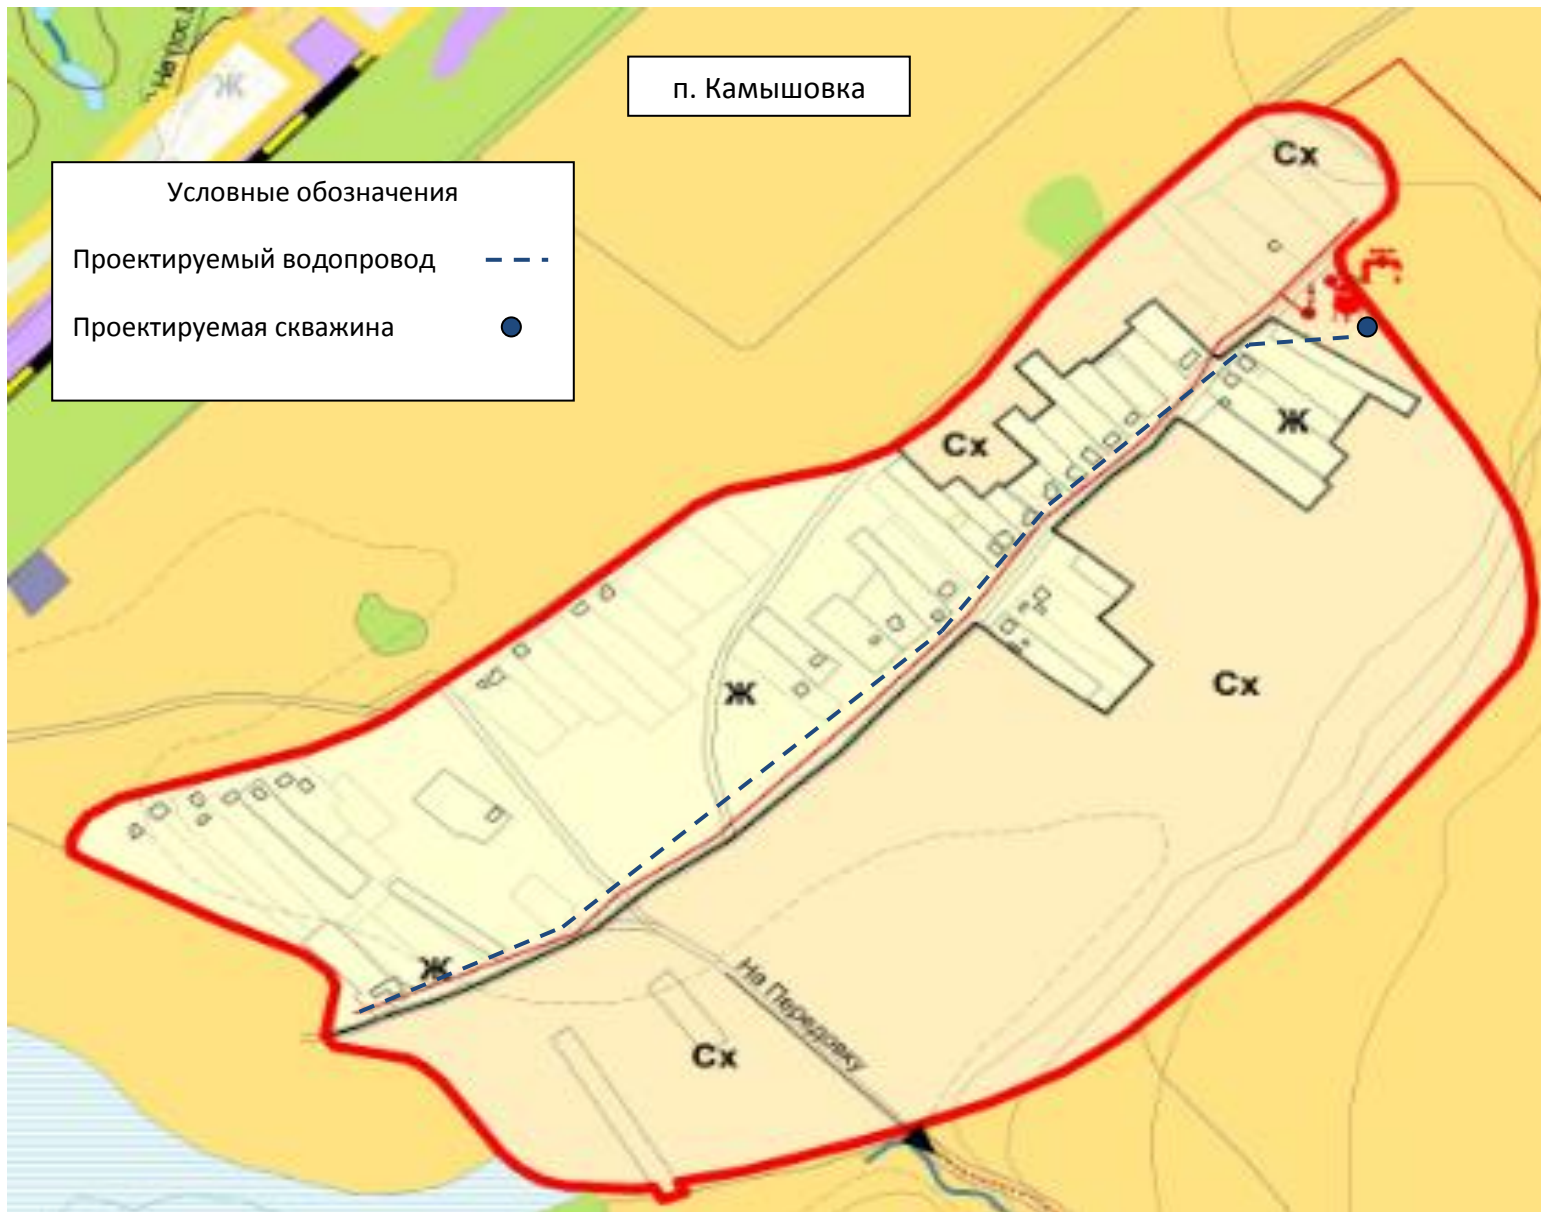 п. Камышовка
Ж
Условные обозначения
Проектируемый водопровод
Проектируемая скважина
Сх
Сх
Ж
Сх
Ж
Ж
На Передовку
Сх